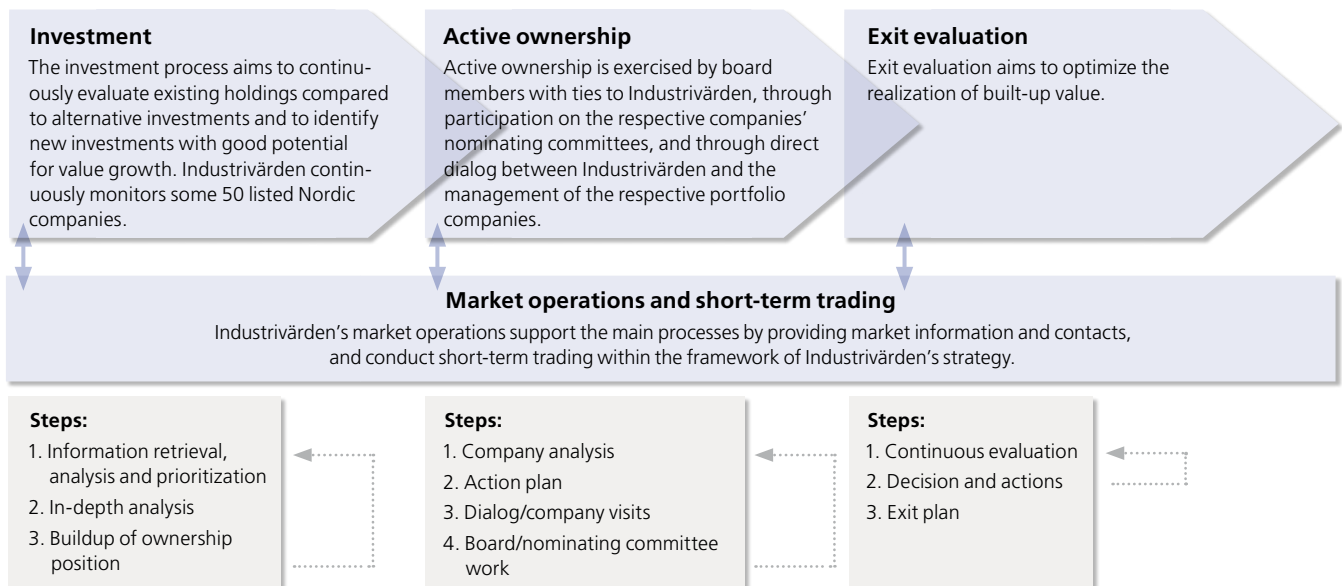 Investment
The investment process aims to continu-
ously evaluate existing holdings compared
to alternative investments and to identify
new investments with good potential
for value growth. Industrivärden contin-
uously monitors some 50 listed Nordic
companies.
Active ownership
Active ownership is exercised by board
members with ties to Industrivärden, through
participation on the respective companies’
nominating committees, and through direct
dialog between Industrivärden and the
management of the respective portfolio
companies.
Exit evaluation
Exit evaluation aims to optimize the
realization of built-up value.
Market operations and short-term trading
Industrivärden’s market operations support the main processes by providing market information and contacts,
and conduct short-term trading within the framework of Industrivärden’s strategy.
Steps:
1. Information retrieval,
analysis and prioritization
2. In-depth analysis
3. Buildup of ownership
position
Steps:
1. Company analysis
2. Action plan
3. Dialog/company visits
4. Board/nominating committee
work
Steps:
1. Continuous evaluation
2. Decision and actions
3. Exit plan